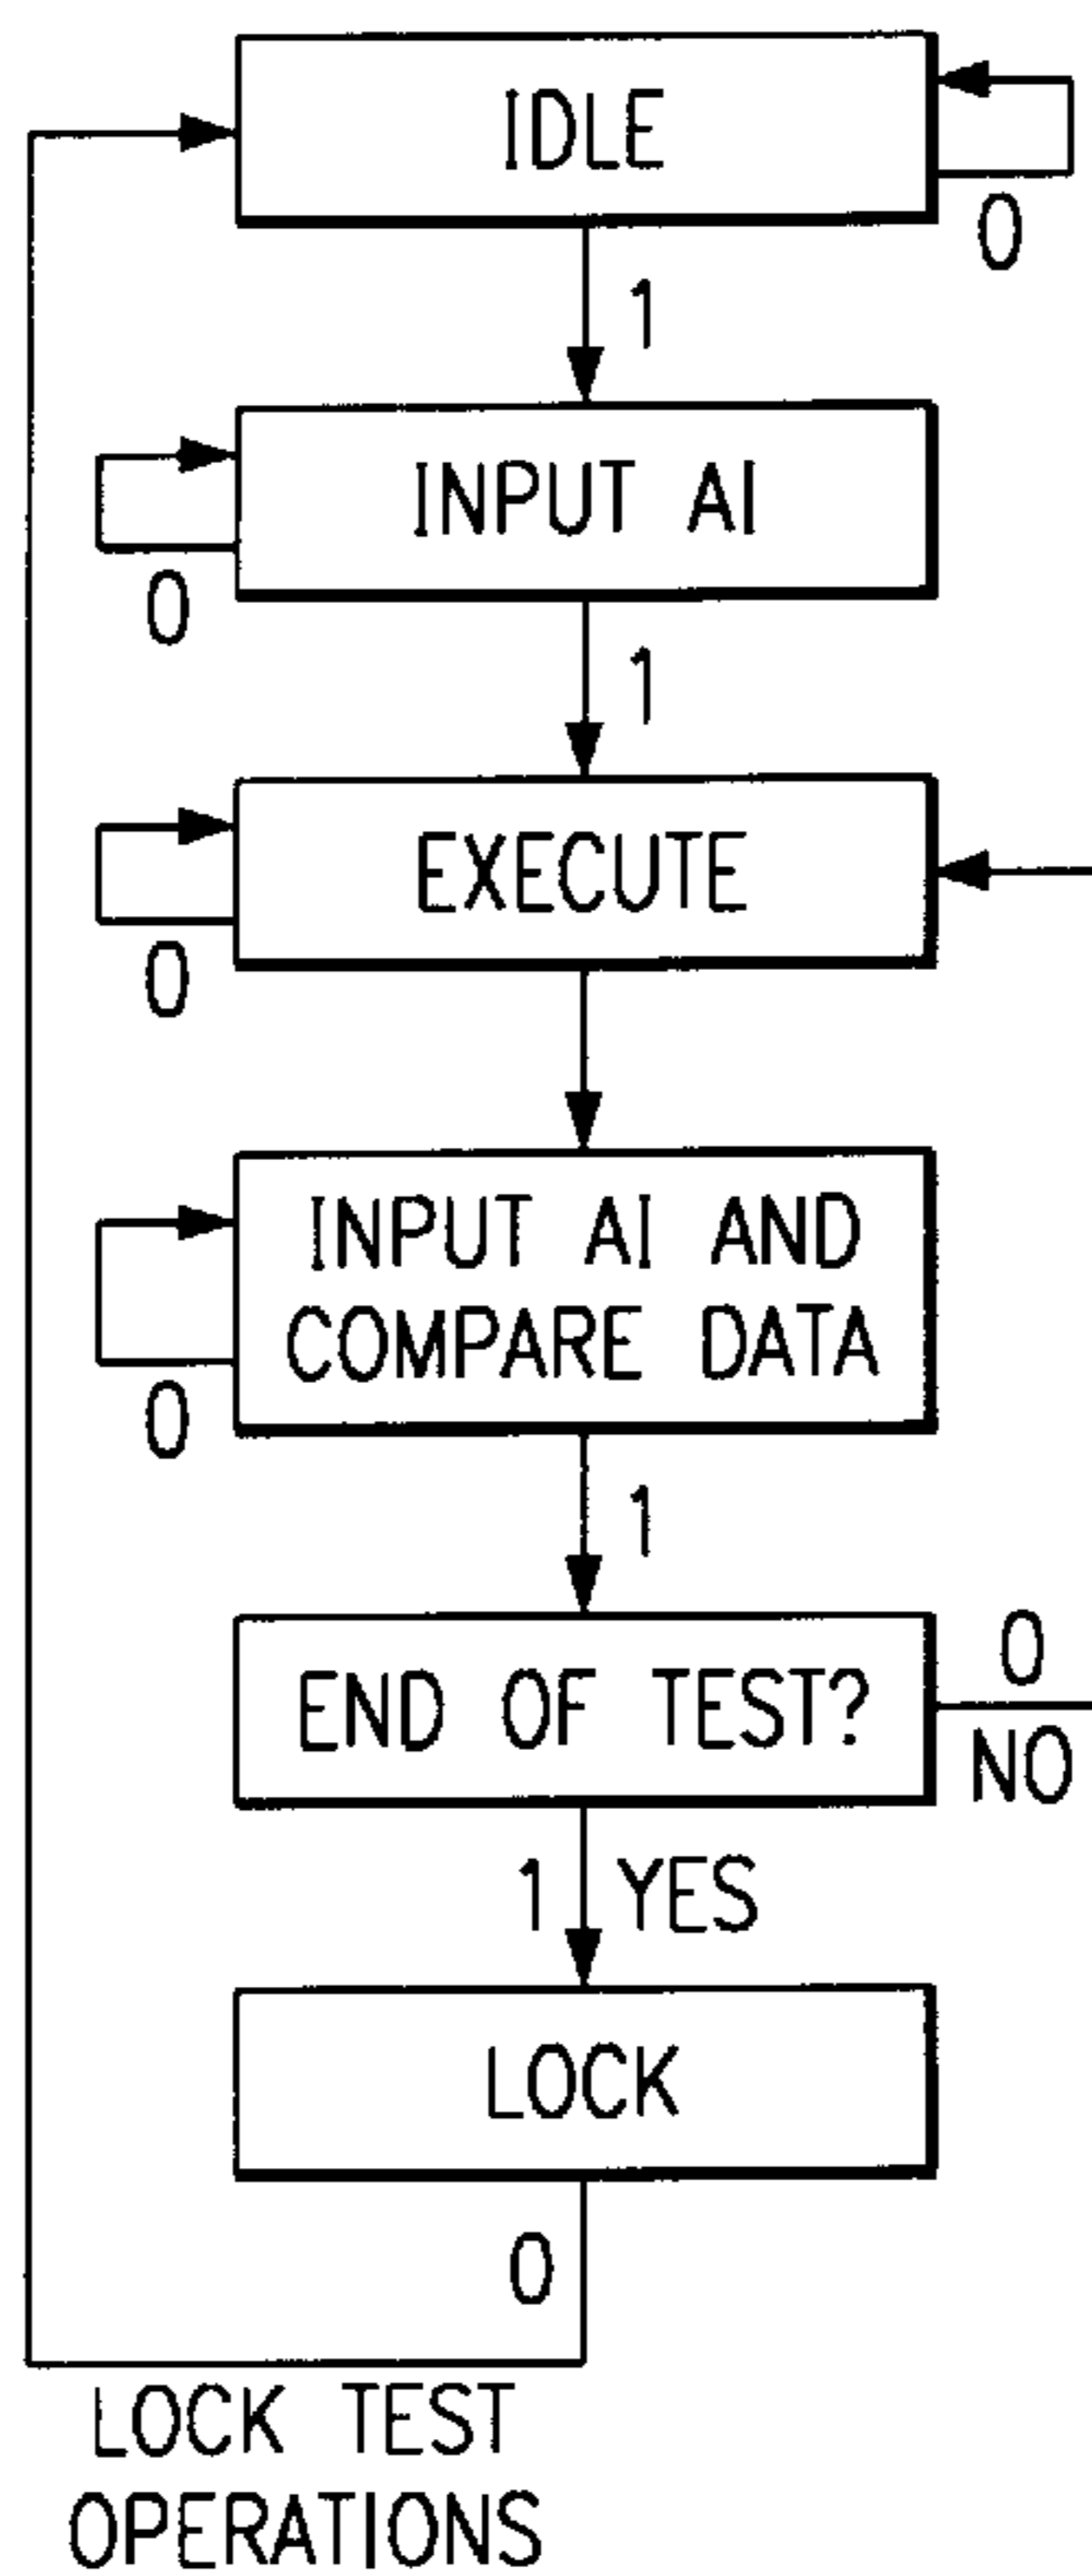 IDLE
0
1
INPUT AI
0
1
EXECUTE
0
INPUT AI AND
COMPARE DATA
0
1
END OF TEST?
0
NO
1 YES
LOCK
0
LOCK TEST
OPERATIONS